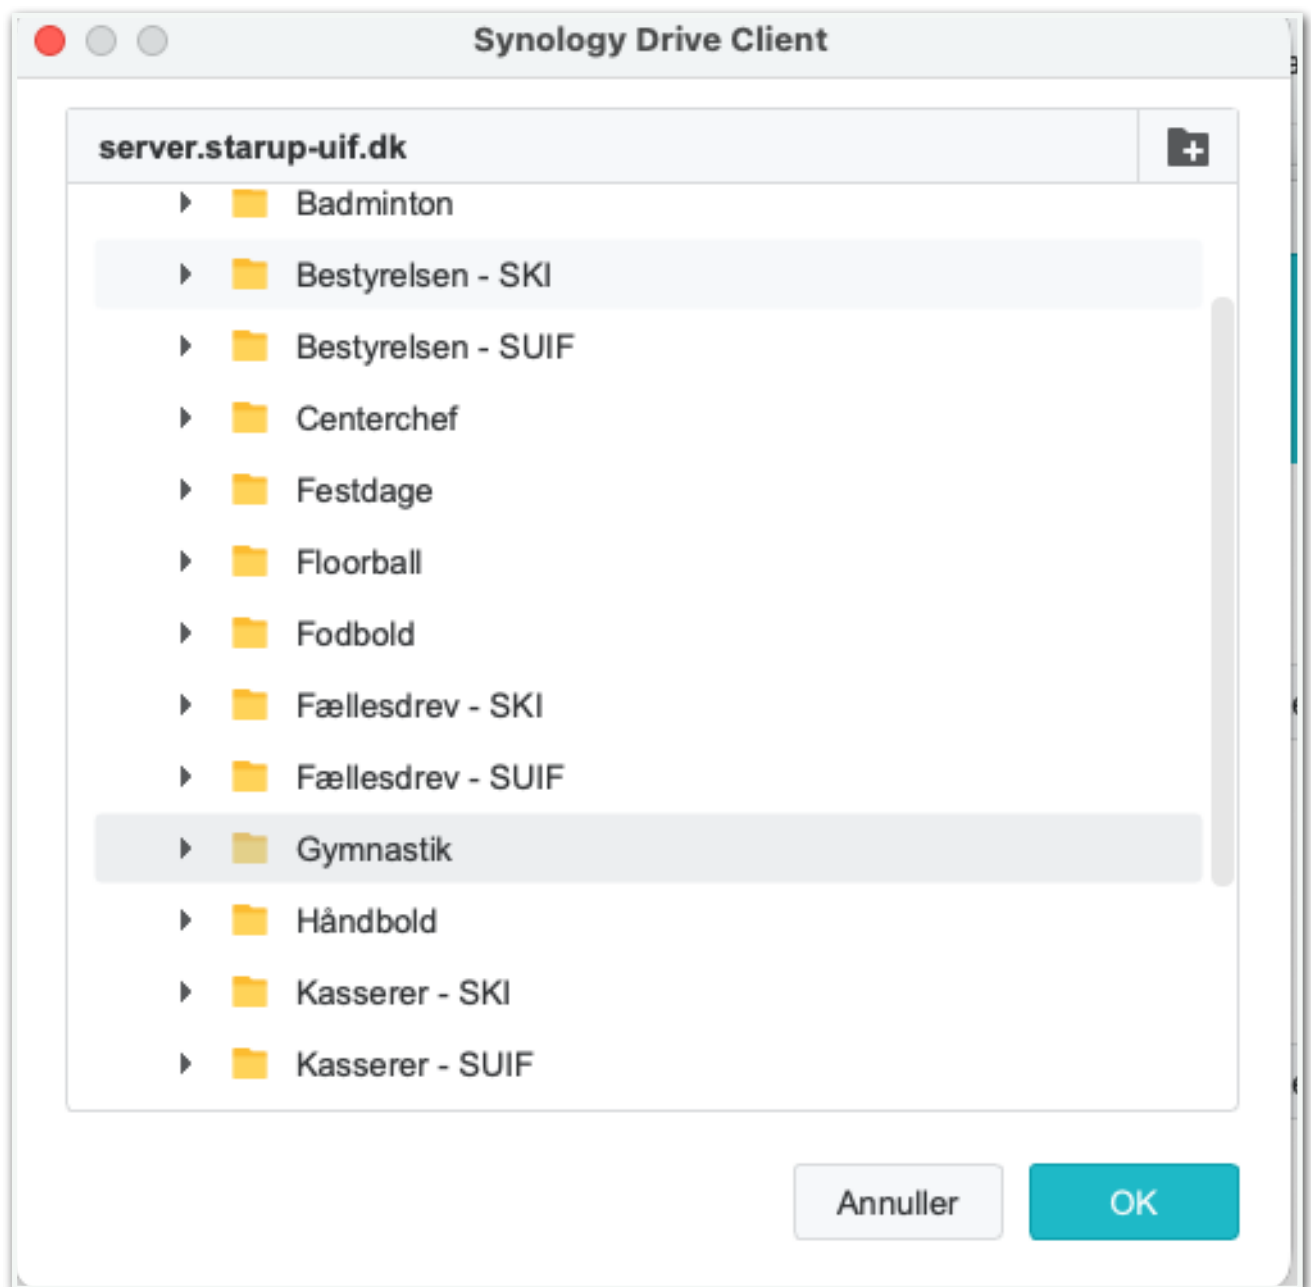 Synology Drive Client
server.starup-uif.dk
Badminton
Bestyrelsen - SKI
Bestyrelsen - SUIF
Centerchef
Festdage
Floorball
Fodbold
Fællesdrev - SKI
Fællesdrev - SUIF
Gymnastik
Håndbold
Kasserer - SKI
Kasserer - SUIF
Annuller
OK